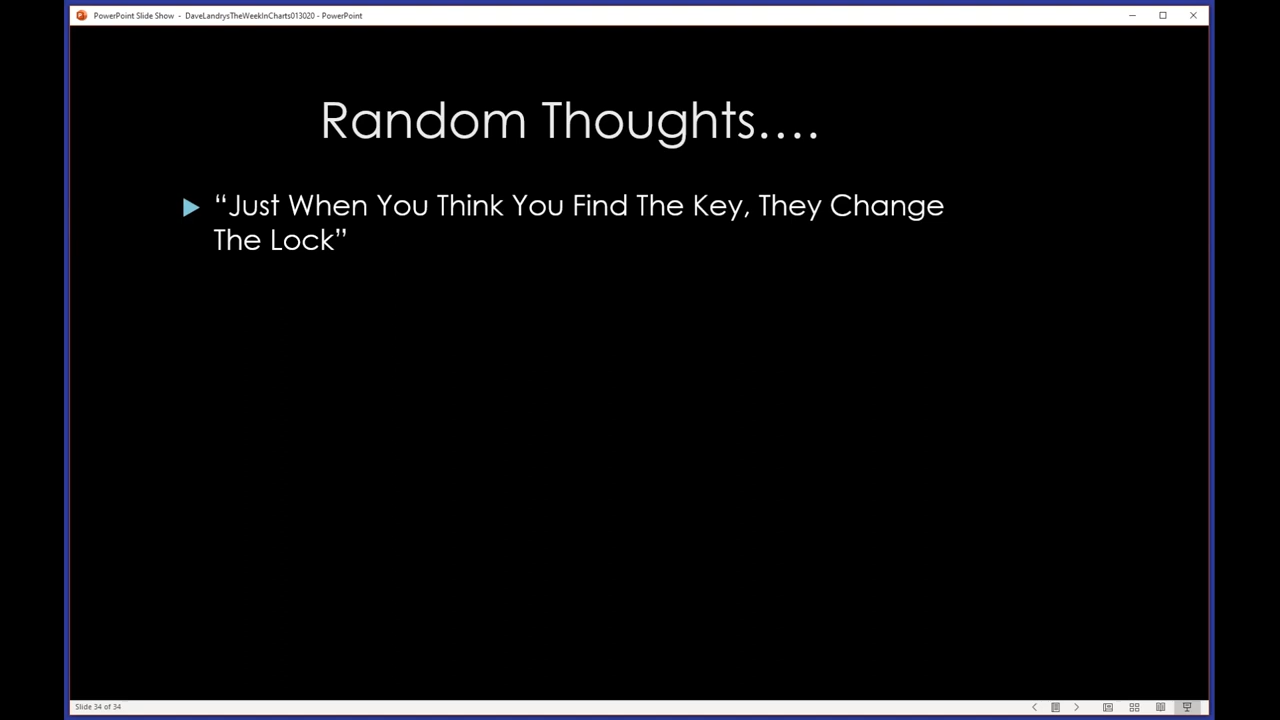 PowerPoint Slide Show - DaveLandrysTheWeekInCharts013020 - PowerPoint
Random Thoughts....
“Just When You Think You Find The Key, They Change
The Lock”
Slide 34 of 34